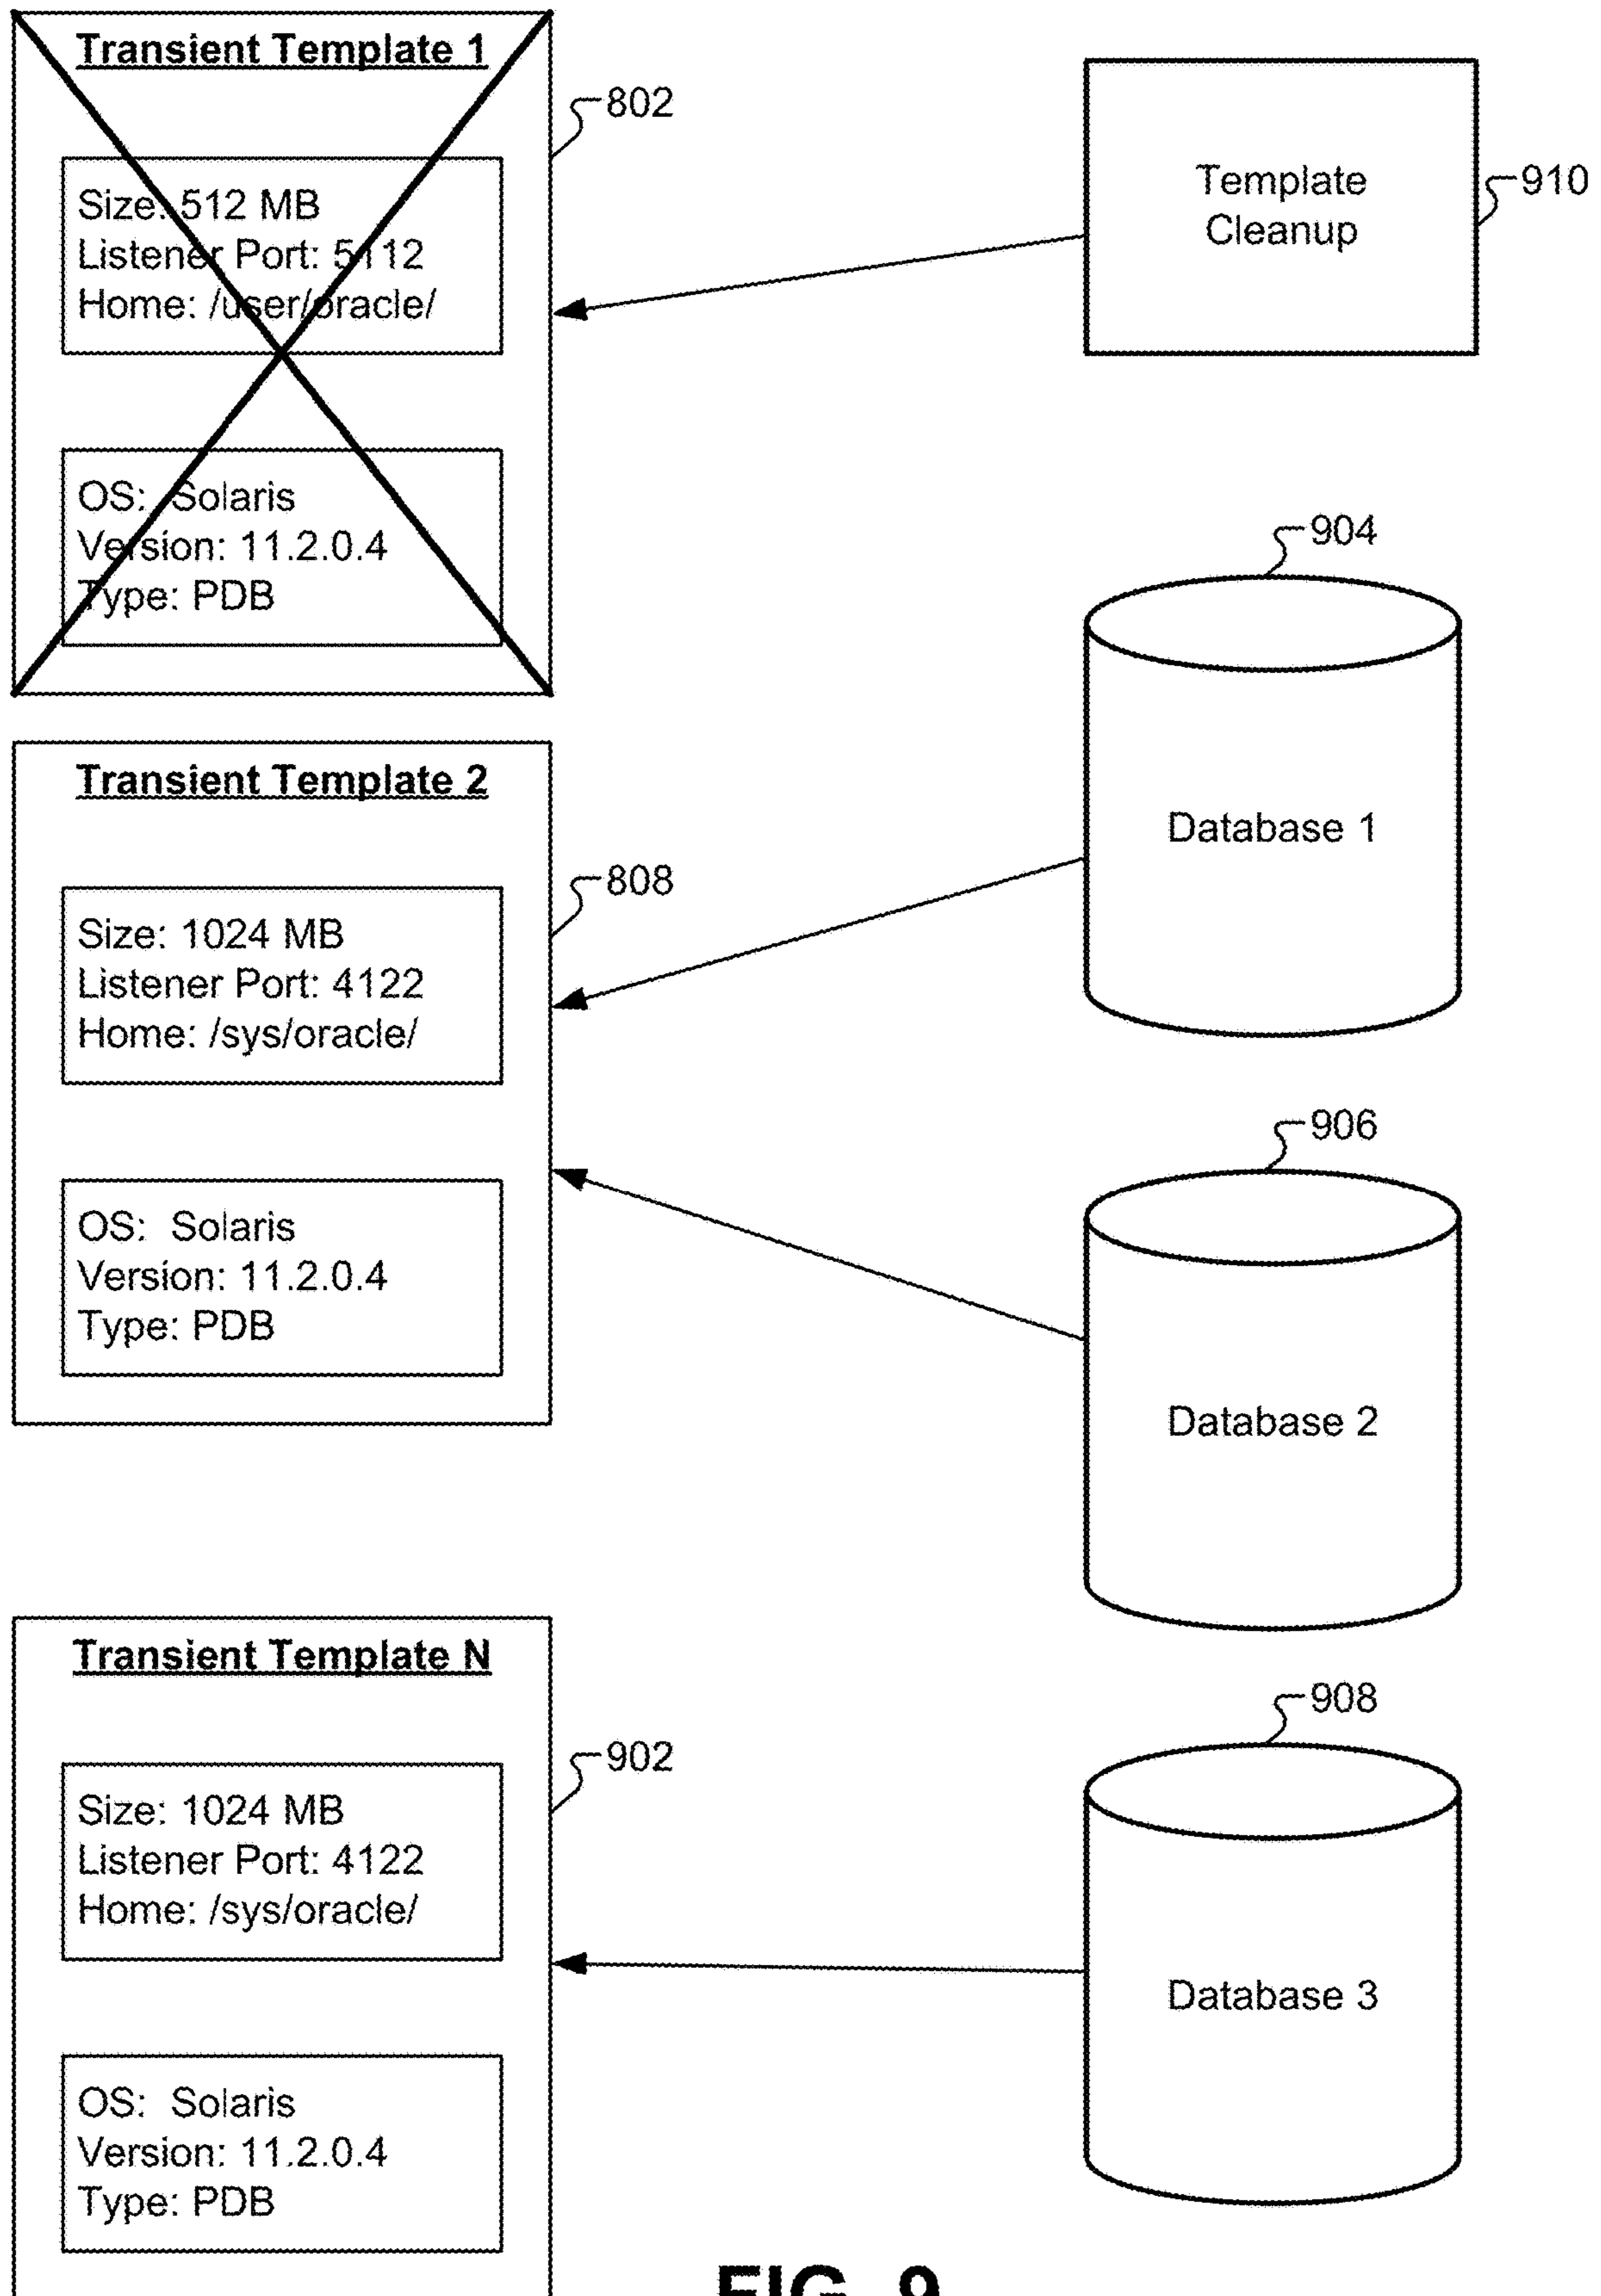 Transient Template 1
802
Size: 512 MB
Listener Port: 5112
Home: /user/oracle/
OS: Solaris
Version: 11.2.0.4
Type: PDB
Template
Cleanup
910
904
Database 1
Transient Template 2
808
Size: 1024 MB
Listener Port: 4122
Home: /sys/oracle/
OS: Solaris
Version: 11.2.0.4
Type: PDB
906
Database 2
Transient Template N
902
Size: 1024 MB
Listener Port: 4122
Home: /sys/oracle/
OS: Solaris
Version: 11.2.0.4
Type: PDB
908
Database 3
FIG. 9